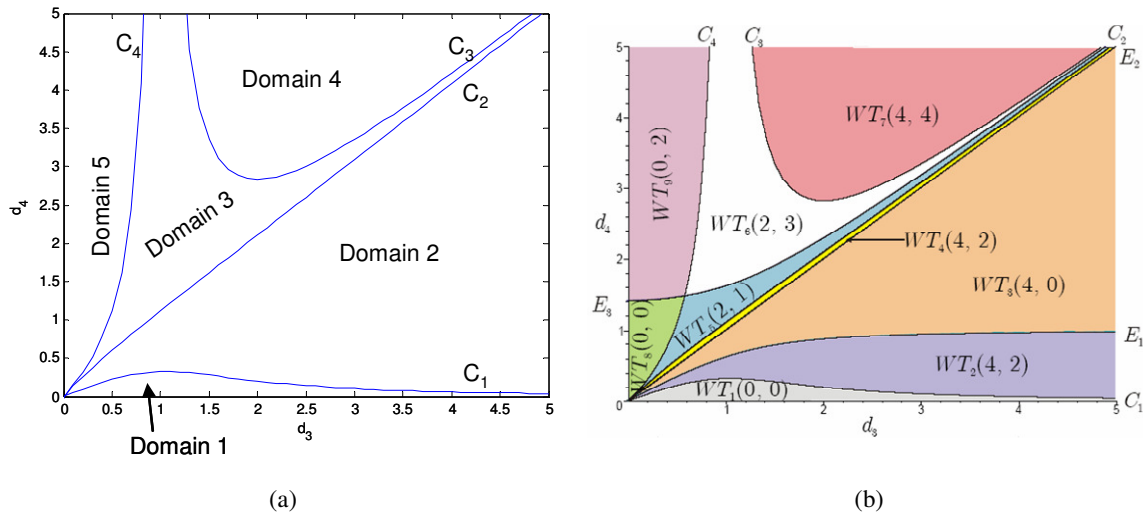 5
4.5
4
3.5
3
2.5
2
1.5
1
0.5
0
d4
0 0.5 1 1.5 2 2.5 3 3.5 4 4.5 5
d3
C4
C3
C2
C1
Domain 4
Domain 5
Domain 3
Domain 2
Domain 1
(a)
C4 C3 C2
E2
5
4
3
2
1
0
d4
E3
E1
C1
0 1 2 3 4 5
d3
WT9(0, 2)
WT7(4, 4)
WT6(2, 3)
WT4(4, 2)
WT3(4, 0)
WT5(2, 1)
WT8(0, 0)
WT2(4, 2)
WT1(0, 0)
(b)